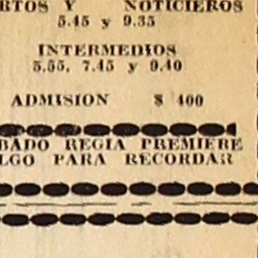 RTOS Y NOTICIEROS
5.45 y 9.35
INTERMEDIOS
5.55, 7.45 y 9.40
ADMISION $ 400
BADO REGIA PREMIERE
LGO PARA RECORDAR